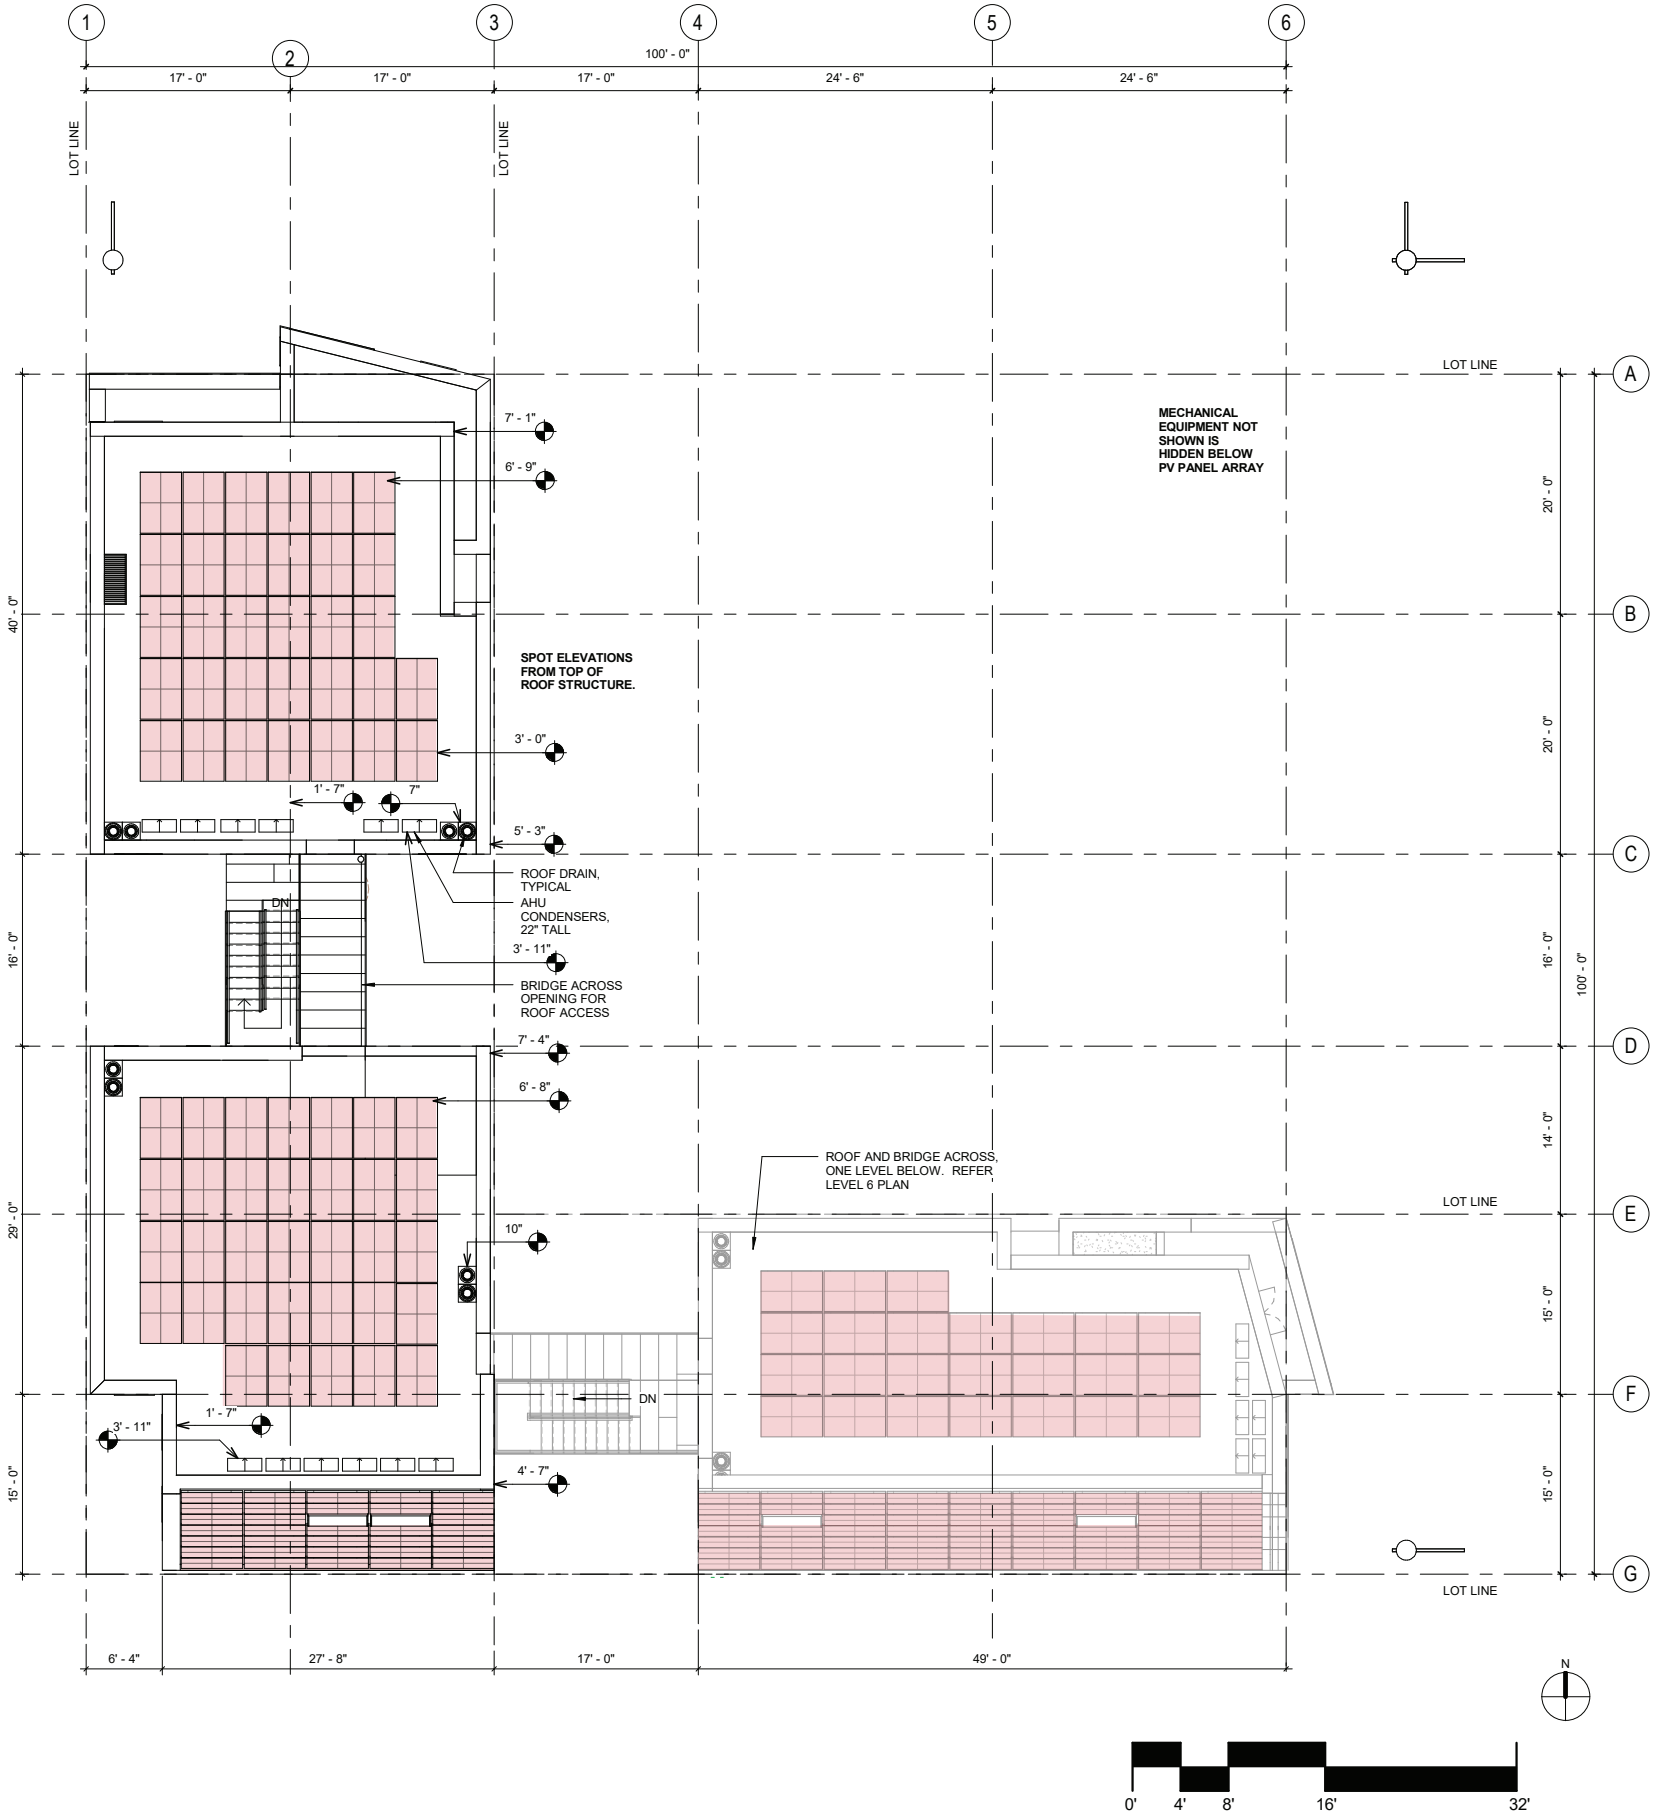 1
3
4
5
6
2
100' - 0"
17' - 0"
17' - 0"
17' - 0"
24' - 6"
24' - 6"
LOT LINE
LOT LINE
LOT LINE
A
7' - 1"
MECHANICAL
EQUIPMENT NOT
SHOWN IS
HIDDEN BELOW
PV PANEL ARRAY
6' - 9"
20' - 0"
40' - 0"
B
SPOT ELEVATIONS
FROM TOP OF
ROOF STRUCTURE.
3' - 0"
20' - 0"
1' - 7"
7"
5' - 3"
C
ROOF DRAIN,
TYPICAL
AHU
CONDENSERS,
22" TALL
DN
3' - 11"
16' - 0"
16' - 0"
100' - 0"
BRIDGE ACROSS
OPENING FOR
ROOF ACCESS
7' - 4"
D
6' - 8"
14' - 0"
ROOF AND BRIDGE ACROSS,
ONE LEVEL BELOW. REFER
LEVEL 6 PLAN
LOT LINE
E
29' - 0"
10"
15' - 0"
DN
F
1' - 7"
3' - 11"
4' - 7"
15' - 0"
15' - 0"
G
LOT LINE
6' - 4"
27' - 8"
17' - 0"
49' - 0"
N
0'
4'
8'
16'
32'